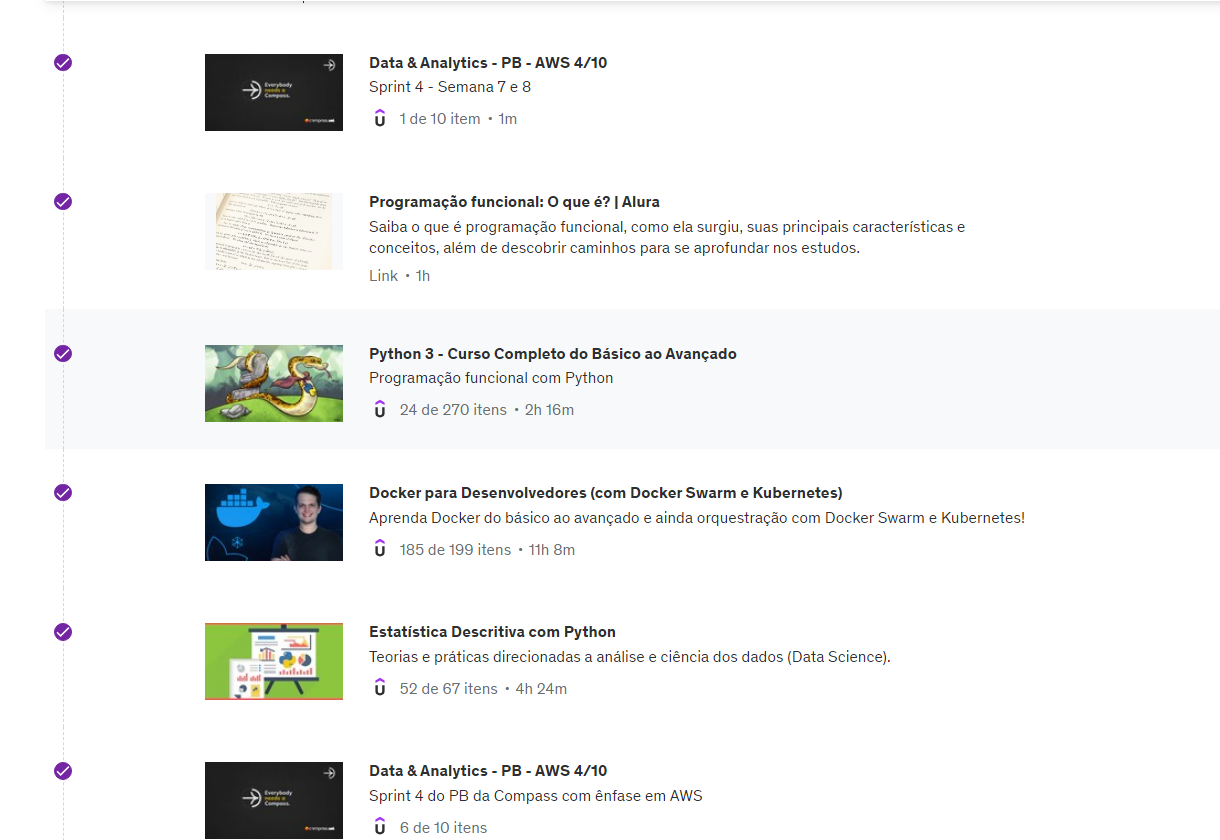 Data & Analytics - PB - AWS 4/10
Sprint 4 - Semana 7 e 8
1 de 10 item • 1m
Everybody
needs a
Compass.
Programação funcional: O que é? | Alura
Saiba o que é programação funcional, como ela surgiu, suas principais características e
conceitos, além de descobrir caminhos para se aprofundar nos estudos.
Link • 1h
Python 3 - Curso Completo do Básico ao Avançado
Programação funcional com Python
24 de 270 itens • 2h 16m
Docker para Desenvolvedores (com Docker Swarm e Kubernetes)
Aprenda Docker do básico ao avançado e ainda orquestração com Docker Swarm e Kubernetes!
185 de 199 itens • 11h 8m
Estatística Descritiva com Python
Teorias e práticas direcionadas a análise e ciência dos dados (Data Science).
52 de 67 itens • 4h 24m
Data & Analytics - PB - AWS 4/10
Sprint 4 do PB da Compass com ênfase em AWS
6 de 10 itens
Everybody
needs a
Compass.